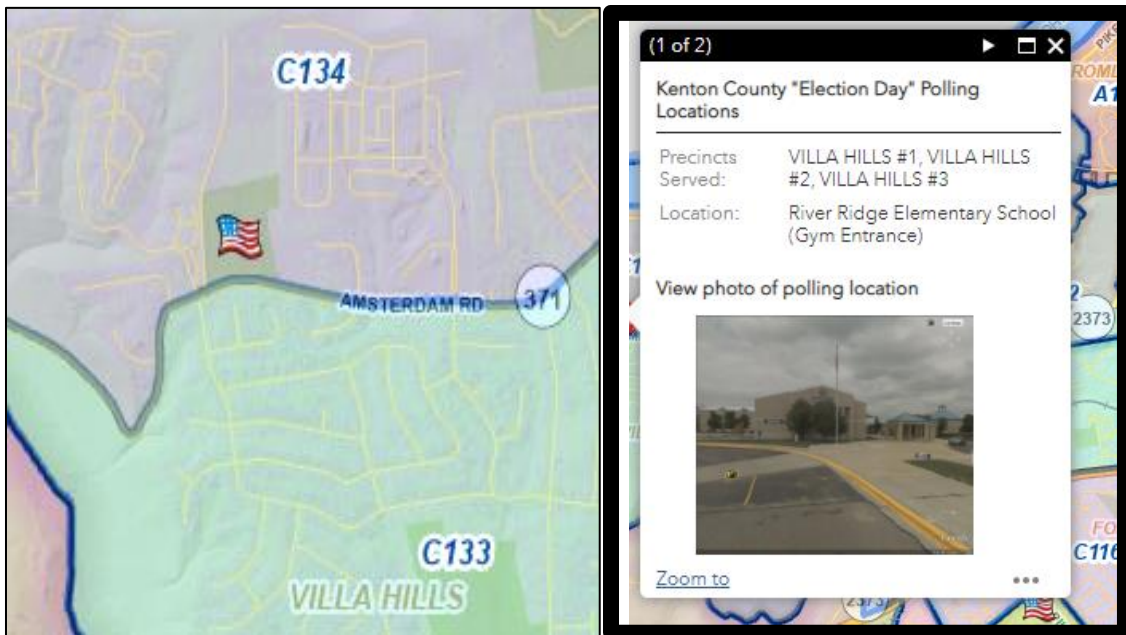 C134
AMSTERDAM RD
371
C133
VILLA HILLS
(1 of 2)
Kenton County "Election Day" Polling
Locations
Precincts
Served:
VILLA HILLS #1, VILLA HILLS
#2, VILLA HILLS #3
Location:
River Ridge Elementary School
(Gym Entrance)
View photo of polling location
Zoom to
2373
C116
2373